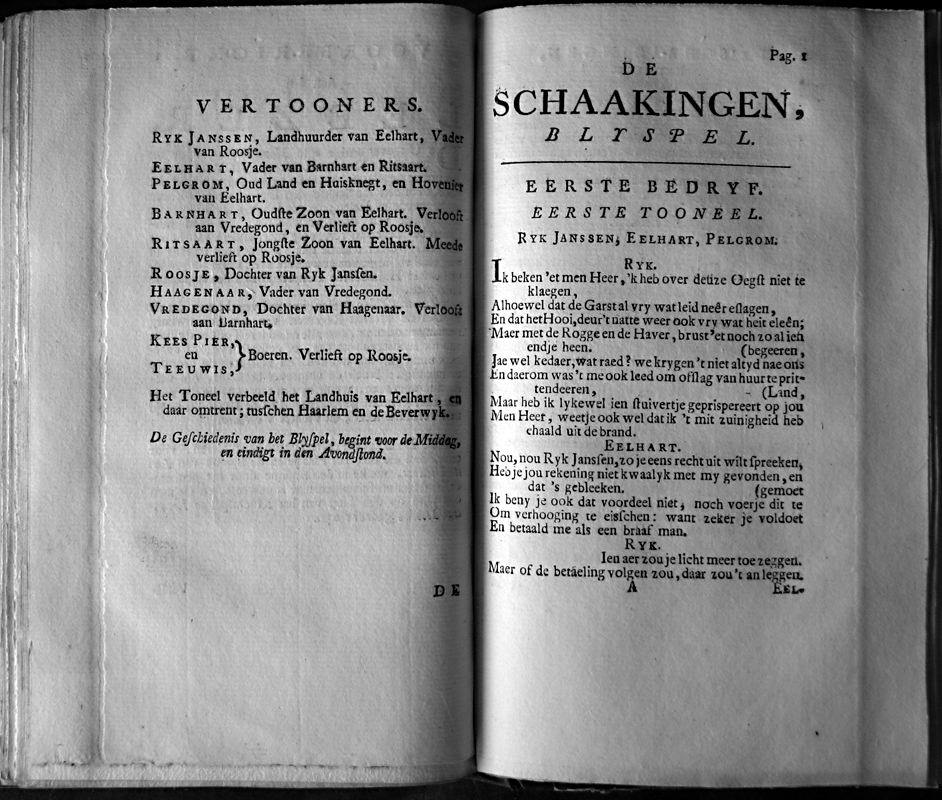 VERTOONERS.
RYK JANSSEN, Landhuurder van Eelhart, Vader
van Roosje.
EELHART, Vader van Barnhart en Ritsaart.
PELGROM, Oud Land en Huisknegt, en Hovenier
van Eelhart.
BARNHART, Oudſte Zoon van Eelhart. Verlooft
aan Vredegond, en Verlieft op Roosje.
RITSAART, Jongſte Zoon van Eelhart. Meede
verlieft op Roosje.
ROOSJE, Dochter van Ryk Janſſen.
HAAGENAAR, Vader van Vredegond.
VREDEGOND, Dochter van Haagenaar. Verlooft
aan Barnhart.
KEES PIER,
en } Boeren. Verlieft op Roosje.
TEEUWIS,
Het Toneel verbeeld het Landhuis van Eelhart, en
daar omtrent; tuſſchen Haarlem en de Beverwyk.
De Geſchiedenis van het Blyſpel, begint voor de Middag,
en eindigt in den Avondſtond.
DE
Pag. 1
DE
SCHAAKINGEN,
BLYSPEL.
EERSTE BEDRYF.
EERSTE TOONEEL.
RYK JANSSEN, EELHART, PELGROM.
RYK.
Ik beken 'et men Heer, 'k heb over deuze Oegſt niet te
klaegen,
Alhoewel dat de Garst al vry wat leid neêr eſlagen,
En dat het Hooi, deur 't natte weer ook vry wat heit eleên;
Maer met de Rogge en de Haver, brust 'et noch zo al ien
endje heen. (begeeren,
Jae wel kedaer, wat raed? we krygen 't niet altyd nae ons
En daerom was 't me ook leed om offlag van huur te prit-
tendeeren, (Land,
Maar heb ik lykewel ien ſtuivertje geprispereert op jou
Men Heer, weetje ook wel dat ik 't mit zuinigheid heb
ehaald uit de brand.
EELHART.
Nou, nou Ryk Janſſen, zo je eens recht uit wilt ſpreeken,
Heb je jou rekening niet kwaalyk met my gevonden, en
dat 's gebleeken. (gemoet
Ik beny je ook dat voordeel niet, noch voerje dit te
Om verhooging te eisſchen: want zeker je voldoet
En betaald me als een braaf man.
RYK.
Ien aer zou je licht meer toe zeggen.
Maer of de betaeling volgen zou, daar zou 't an leggen.
A EEL-